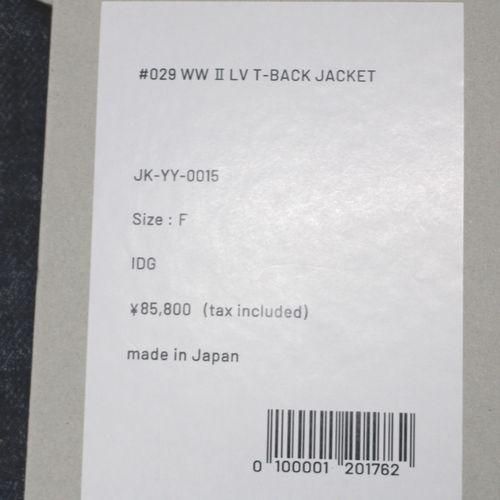 #029 WW Ⅱ LV T-BACK JACKET
JK-YY-0015
Size : F
IDG
¥85,800 (tax included)
made in Japan
0 100001 201762